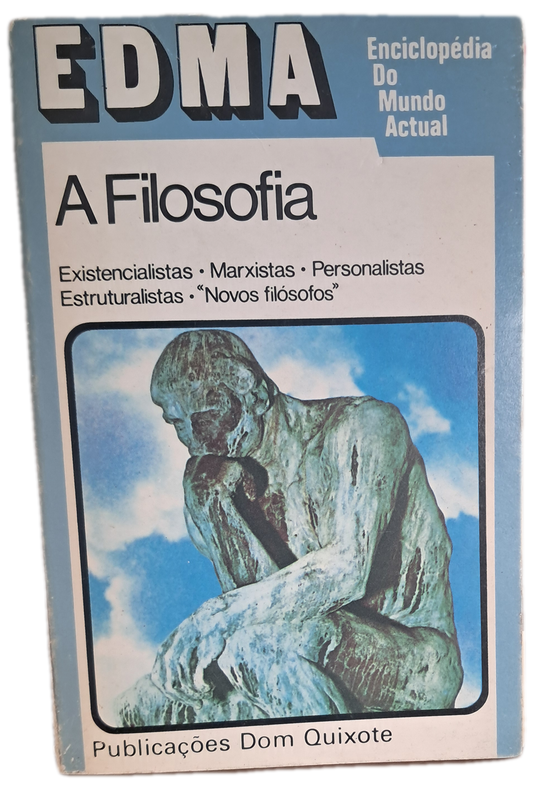 EDMA
Enciclopédia
Do
Mundo
Actual
A Filosofia
Existencialistas • Marxistas • Personalistas
Estruturalistas • “Novos filósofos”
Publicações Dom Quixote